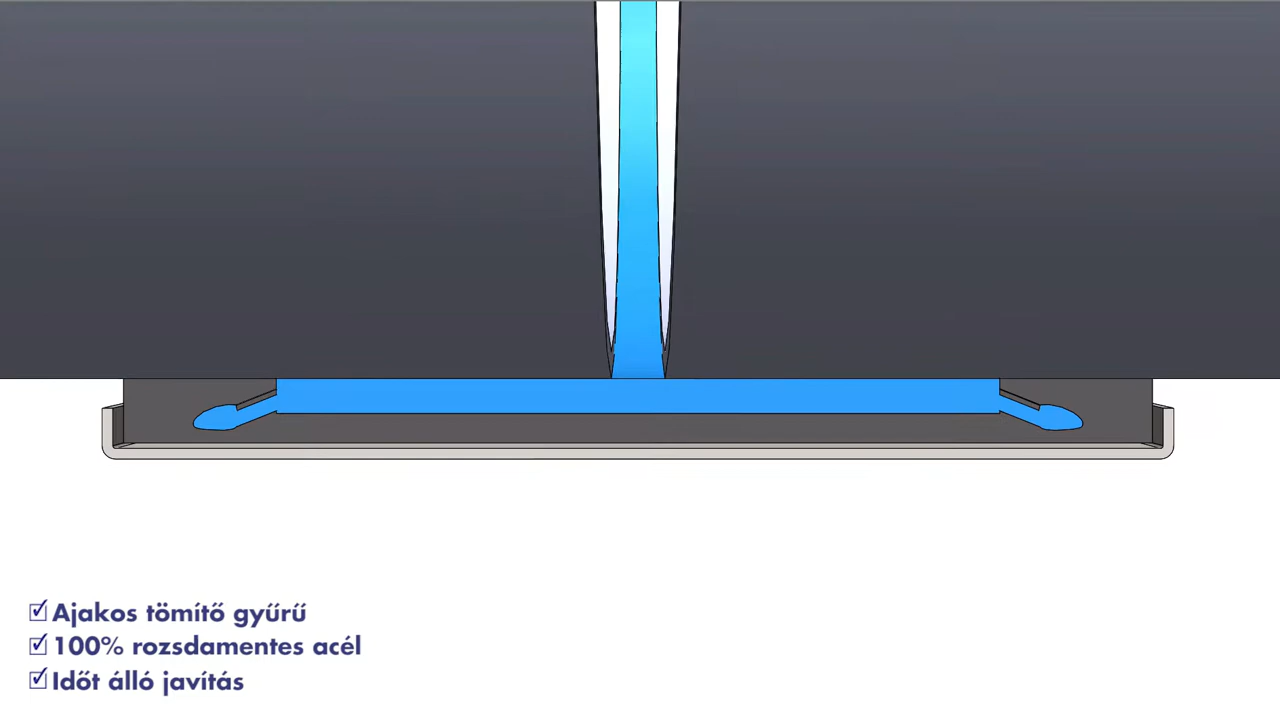 Ajakos tömítő gyűrű
100% rozsdamentes acél
Időt álló javítás